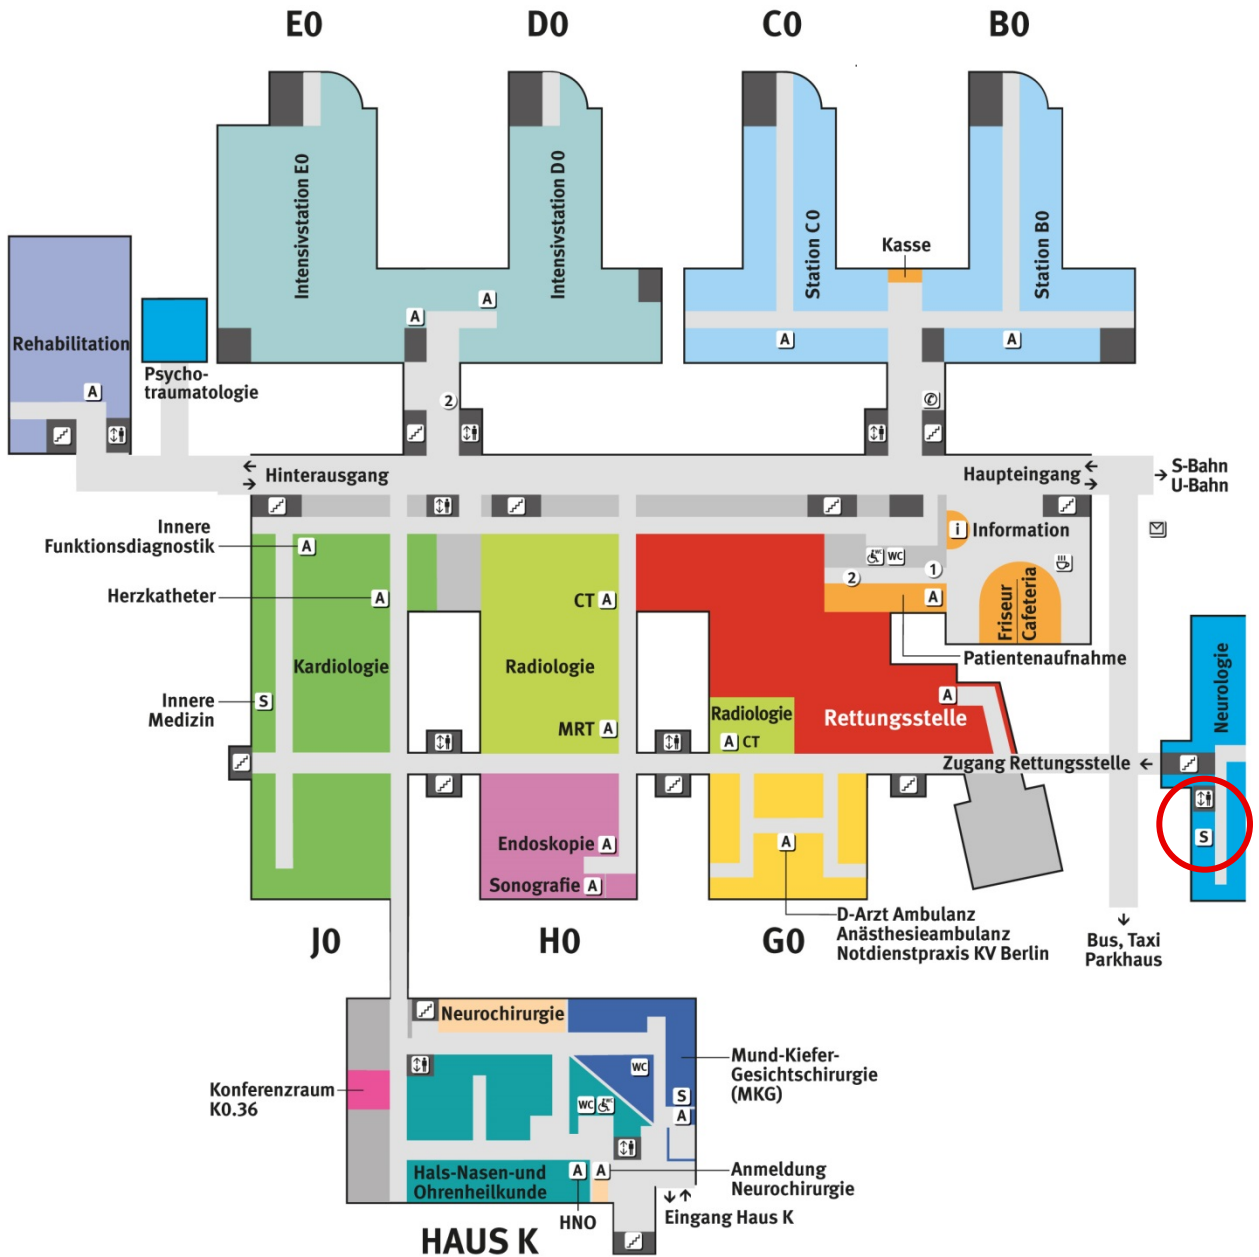 E0
D0
C0
B0
Intensivstation E0
Intensivstation D0
Station C0
Station B0
Kasse
A
A
A
A
Rehabilitation
A
Psycho-
traumatologie
2
Hinterausgang
Haupteingang
S-Bahn
U-Bahn
Innere
Funktionsdiagnostik
A
i
Information
WC
WC
2
1
Herzkatheter
A
CT
A
A
Friseur
Cafeteria
Kardiologie
Radiologie
Patientenaufnahme
Innere
Medizin
S
MRT
A
Radiologie
A
CT
Rettungsstelle
A
Neurologie
Zugang Rettungsstelle
S
Endoskopie
A
Sonografie
A
A
D-Arzt Ambulanz
Anästhesieambulanz
Notdienstpraxis KV Berlin
Bus, Taxi
Parkhaus
J0
H0
G0
Neurochirurgie
WC
Mund-Kiefer-
Gesichtschirurgie
(MKG)
S
A
Konferenzraum
K0.36
WC
WC
Hals-Nasen-und
Ohrenheilkunde
A
A
Anmeldung
Neurochirurgie
HNO
Eingang Haus K
HAUS K